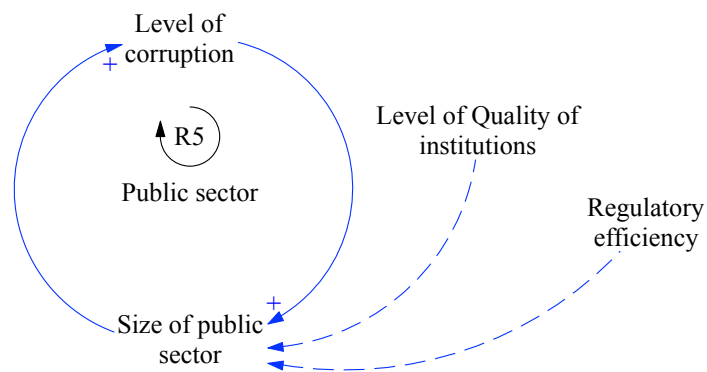 Level of
corruption
+
R5
Level of Quality of
institutions
Public sector
Regulatory
efficiency
+
Size of public
sector